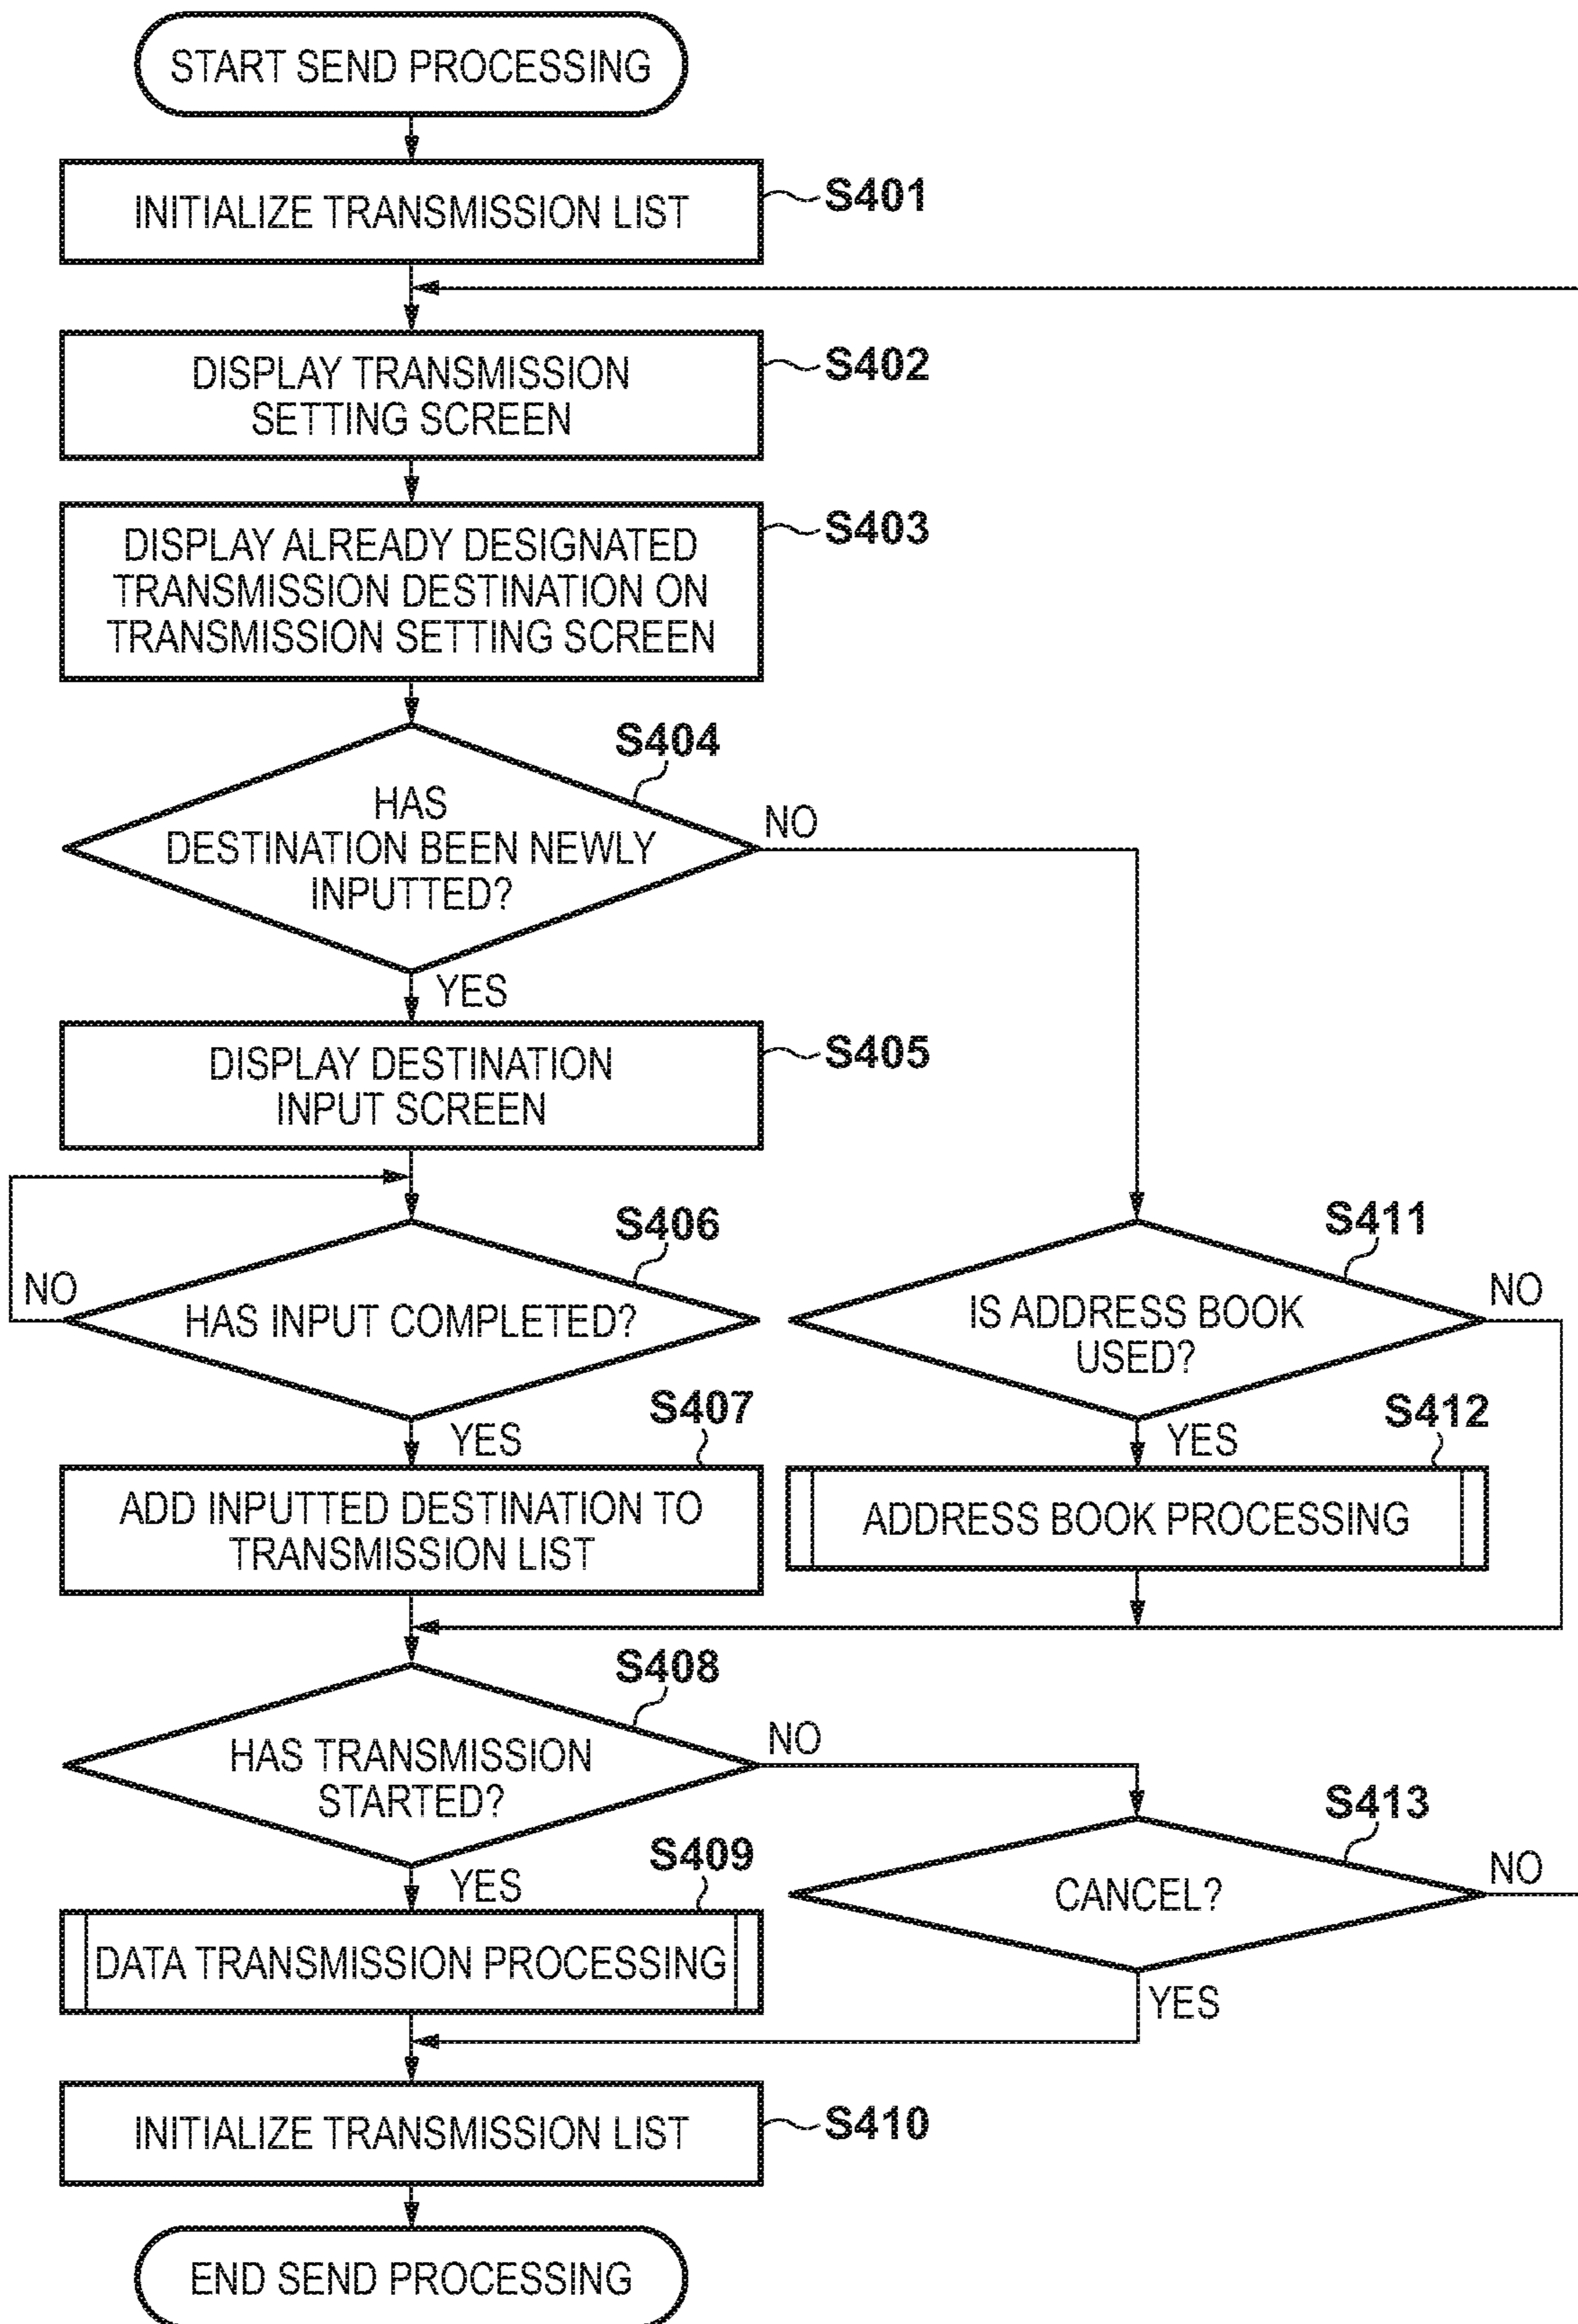 START SEND PROCESSING
INITIALIZE TRANSMISSION LIST
S401
DISPLAY TRANSMISSION
SETTING SCREEN
S402
DISPLAY ALREADY DESIGNATED
TRANSMISSION DESTINATION ON
TRANSMISSION SETTING SCREEN
S403
S404
HAS
DESTINATION BEEN NEWLY
INPUTTED?
NO
YES
DISPLAY DESTINATION
INPUT SCREEN
S405
S406
HAS INPUT COMPLETED?
NO
YES
S411
IS ADDRESS BOOK
USED?
NO
YES
S407
ADD INPUTTED DESTINATION TO
TRANSMISSION LIST
S412
ADDRESS BOOK PROCESSING
S408
HAS TRANSMISSION
STARTED?
NO
YES
S413
CANCEL?
NO
YES
S409
DATA TRANSMISSION PROCESSING
INITIALIZE TRANSMISSION LIST
S410
END SEND PROCESSING